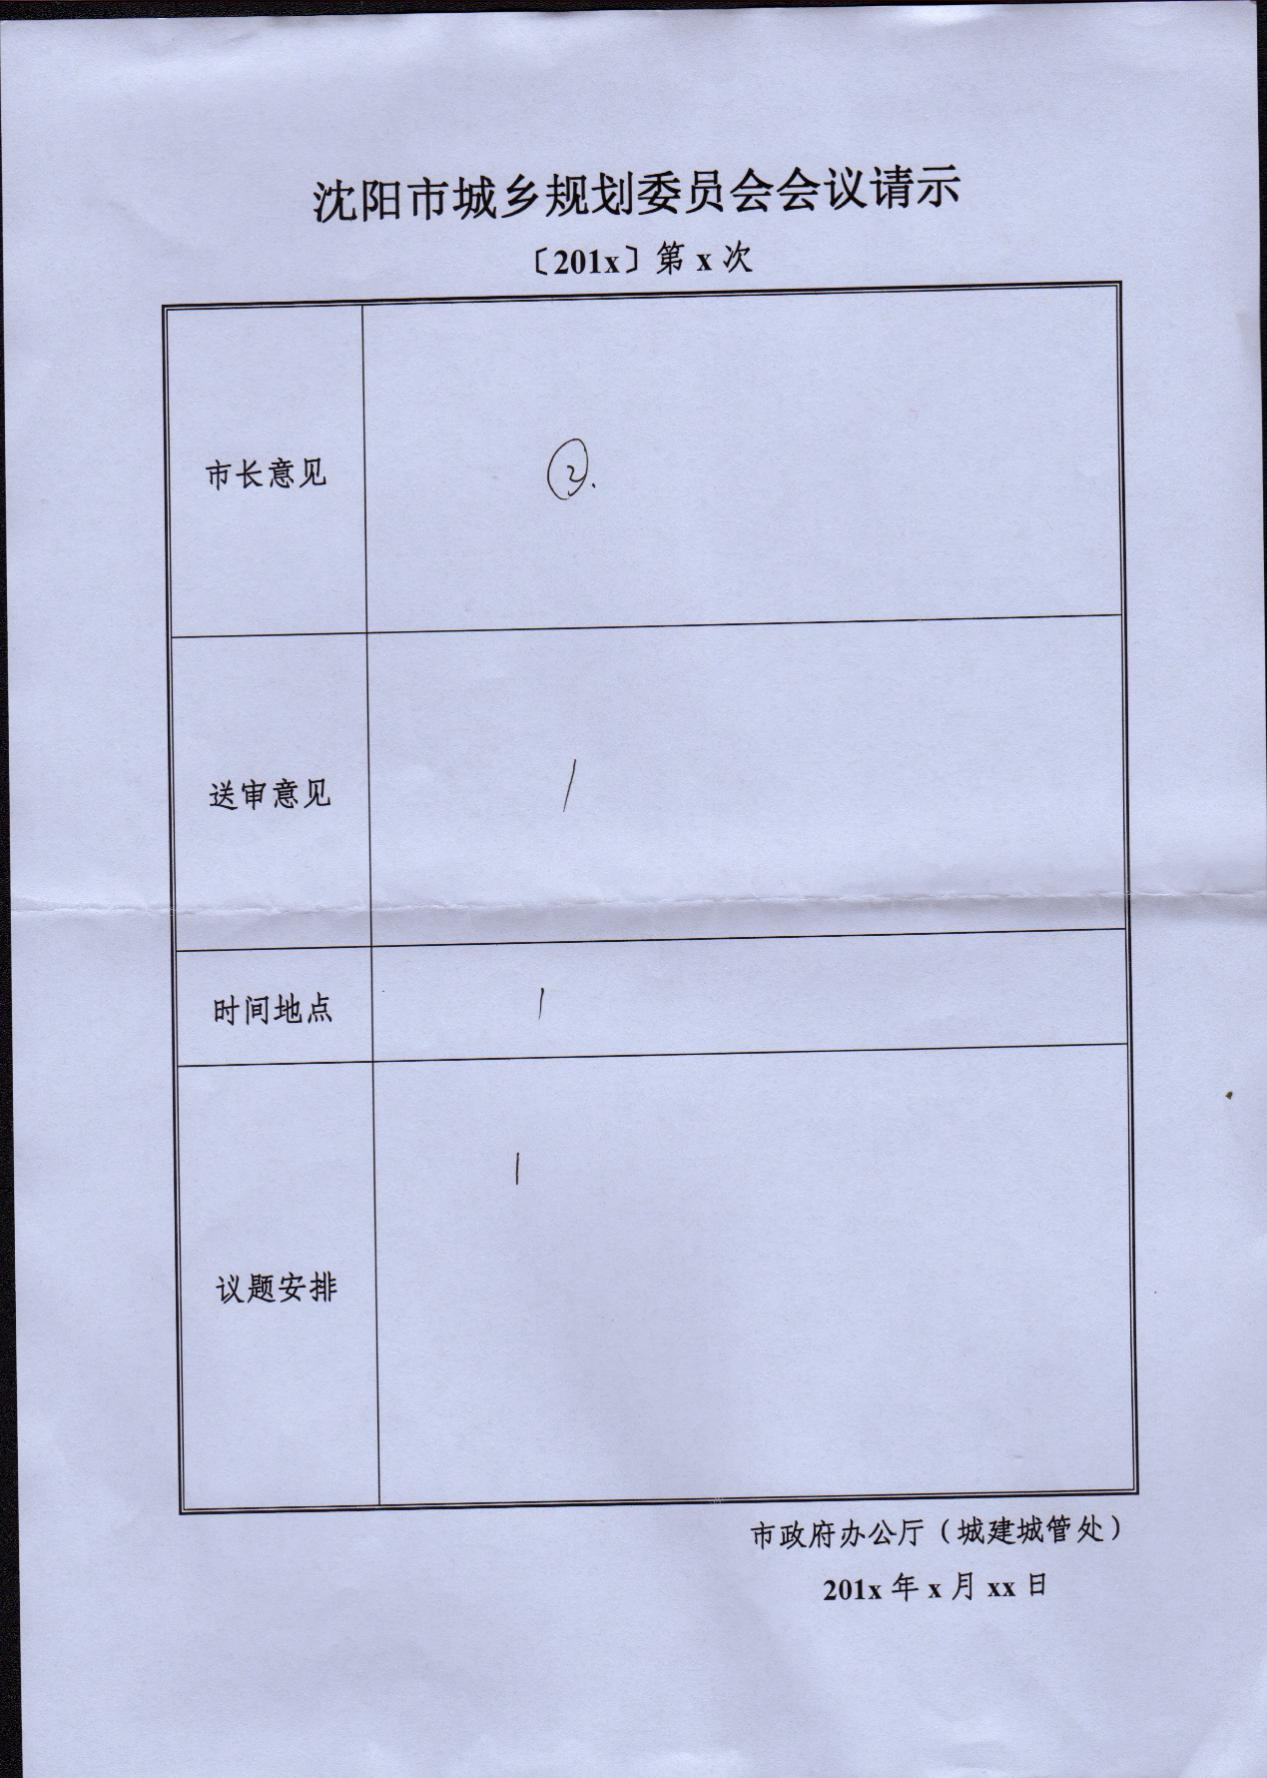 沈阳市城乡规划委员会会议请示
〔201x〕第 x 次
市长意见
②.
送审意见
时间地点
议题安排
市政府办公厅（城建城管处）
201x 年 x 月 xx 日